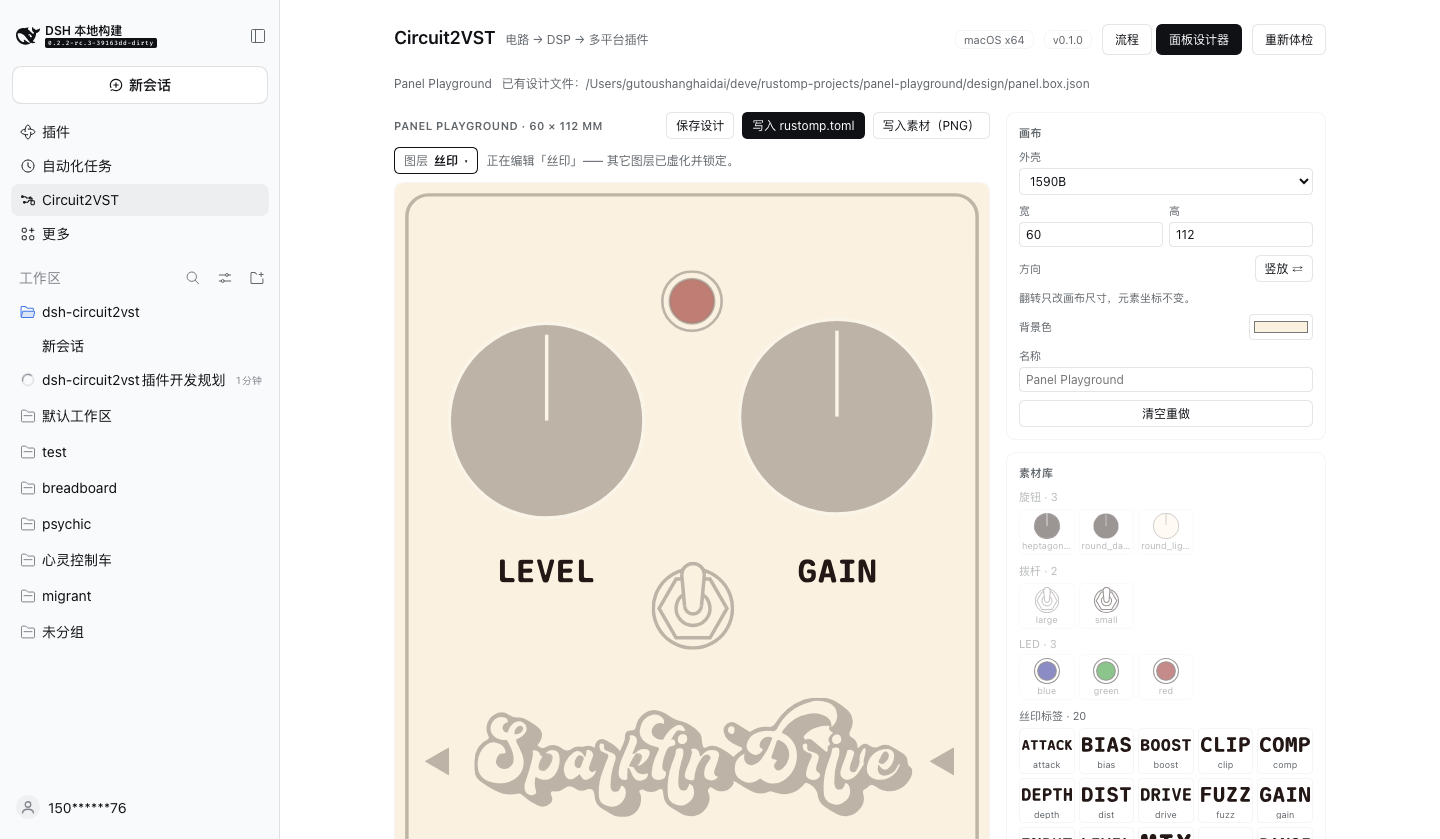 DSH 本地构建
0.2.2-rc.3-39163dd-dirty
新会话
插件
自动化任务
Circuit2VST
更多
工作区
dsh-circuit2vst
新会话
dsh-circuit2vst插件开发规划 1分钟
默认工作区
test
breadboard
psychic
心灵控制车
migrant
未分组
150******76
Circuit2VST 电路 → DSP → 多平台插件
macOS x64 v0.1.0 流程 面板设计器 重新体检
Panel Playground 已有设计文件: /Users/gutoushanghaidai/deve/rustomp-projects/panel-playground/design/panel.box.json
PANEL PLAYGROUND · 60 × 112 MM
保存设计 写入 rustomp.toml 写入素材（PNG）
图层 丝印 · 正在编辑「丝印」—— 其它图层已虚化并锁定。
LEVEL GAIN
Sparklin Drive
画布
外壳
1590B
宽 高
60 112
方向 竖放 ⇌
翻转只改画布尺寸，元素坐标不变。
背景色
名称
Panel Playground
清空重做
素材库
旋钮 · 3
heptagon... round_da... round_lig...
拨杆 · 2
large small
LED · 3
blue green red
丝印标签 · 20
ATTACK BIAS BOOST CLIP COMP
attack bias boost clip comp
DEPTH DIST DRIVE FUZZ GAIN
depth dist drive fuzz gain